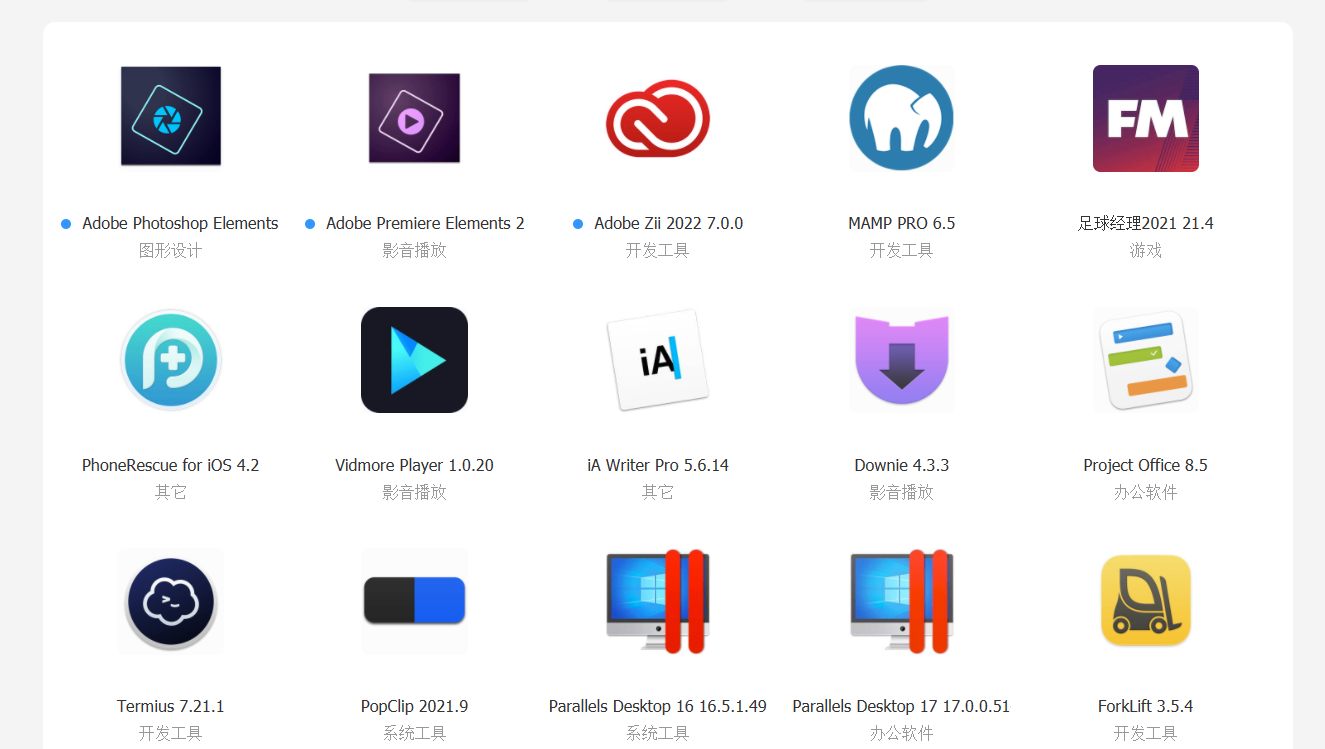 FM
Adobe Photoshop Elements
Adobe Premiere Elements 2
Adobe Zii 2022 7.0.0
MAMP PRO 6.5
足球经理2021 21.4
图形设计
影音播放
开发工具
开发工具
游戏
iA
PhoneRescue for iOS 4.2
Vidmore Player 1.0.20
iA Writer Pro 5.6.14
Downie 4.3.3
Project Office 8.5
其它
影音播放
其它
影音播放
办公软件
Termius 7.21.1
PopClip 2021.9
Parallels Desktop 16 16.5.1.49
Parallels Desktop 17 17.0.0.51
ForkLift 3.5.4
开发工具
系统工具
系统工具
办公软件
开发工具